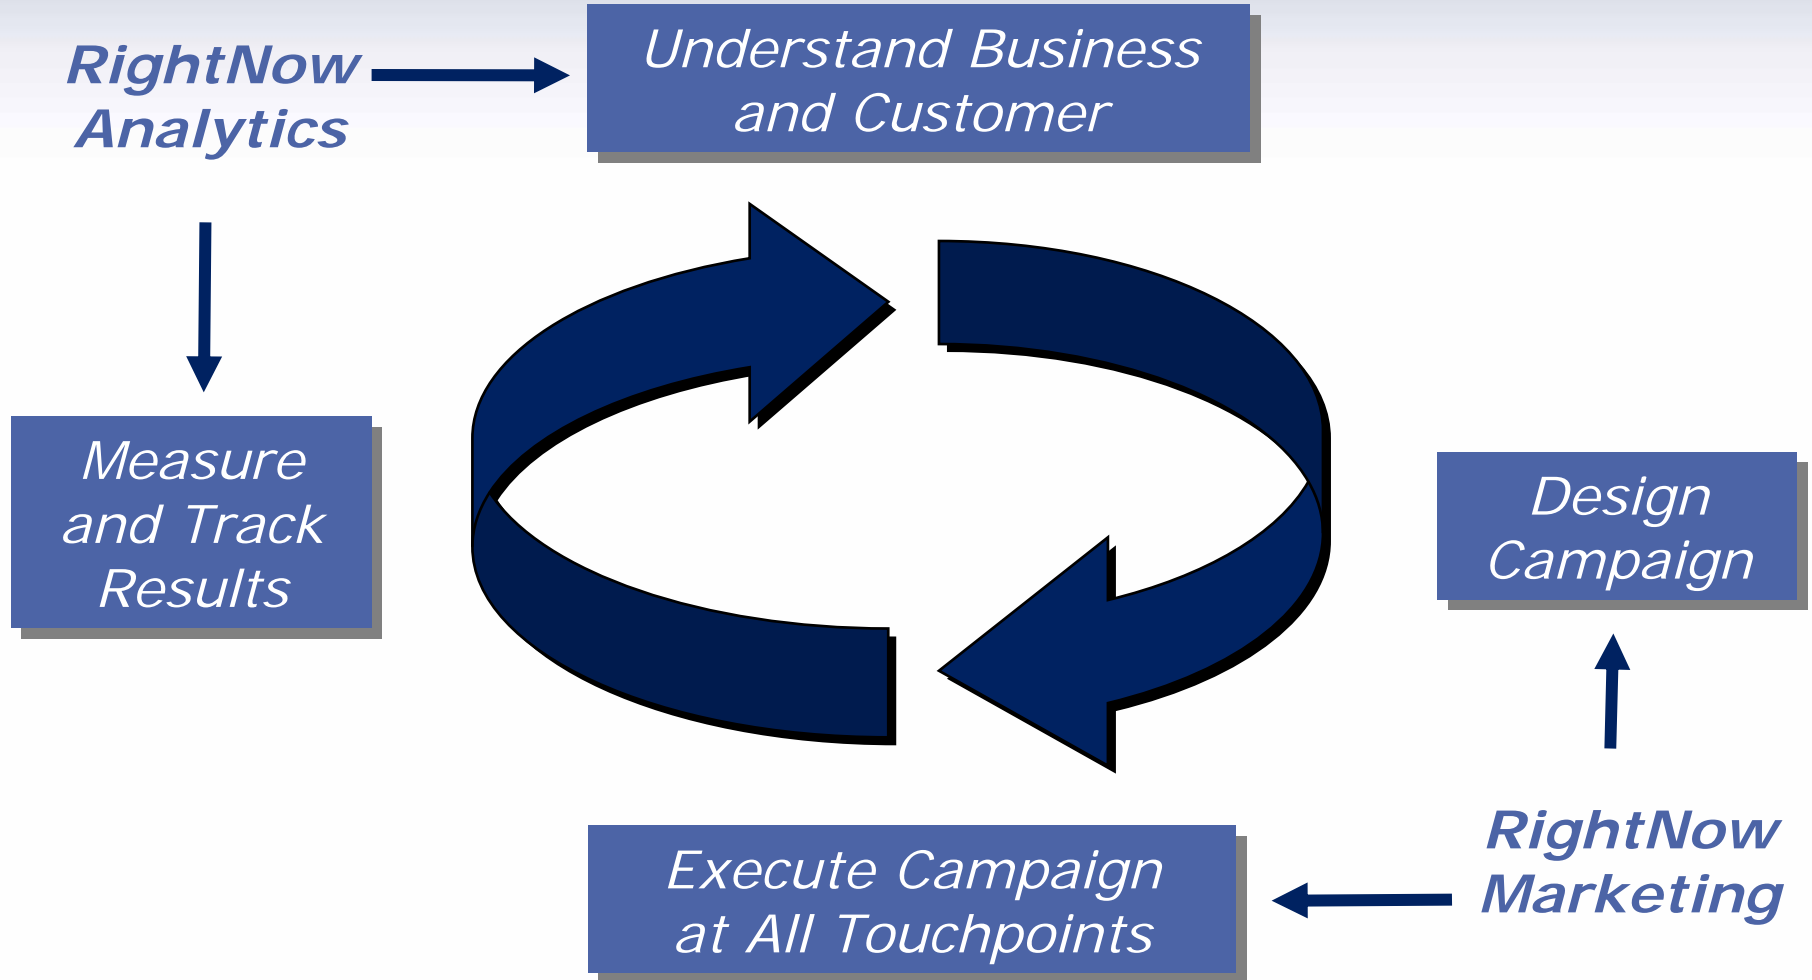 RightNow
Analytics
Understand Business
and Customer
Measure
and Track
Results
Design
Campaign
Execute Campaign
at All Touchpoints
RightNow
Marketing